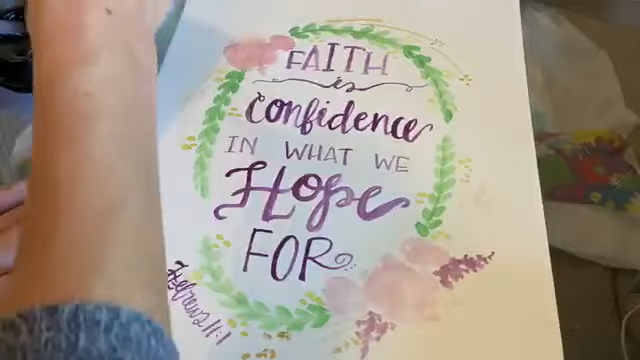 FAITH
is
Confidence
IN WHAT WE
Hope
FOR
Hebrews 11:1